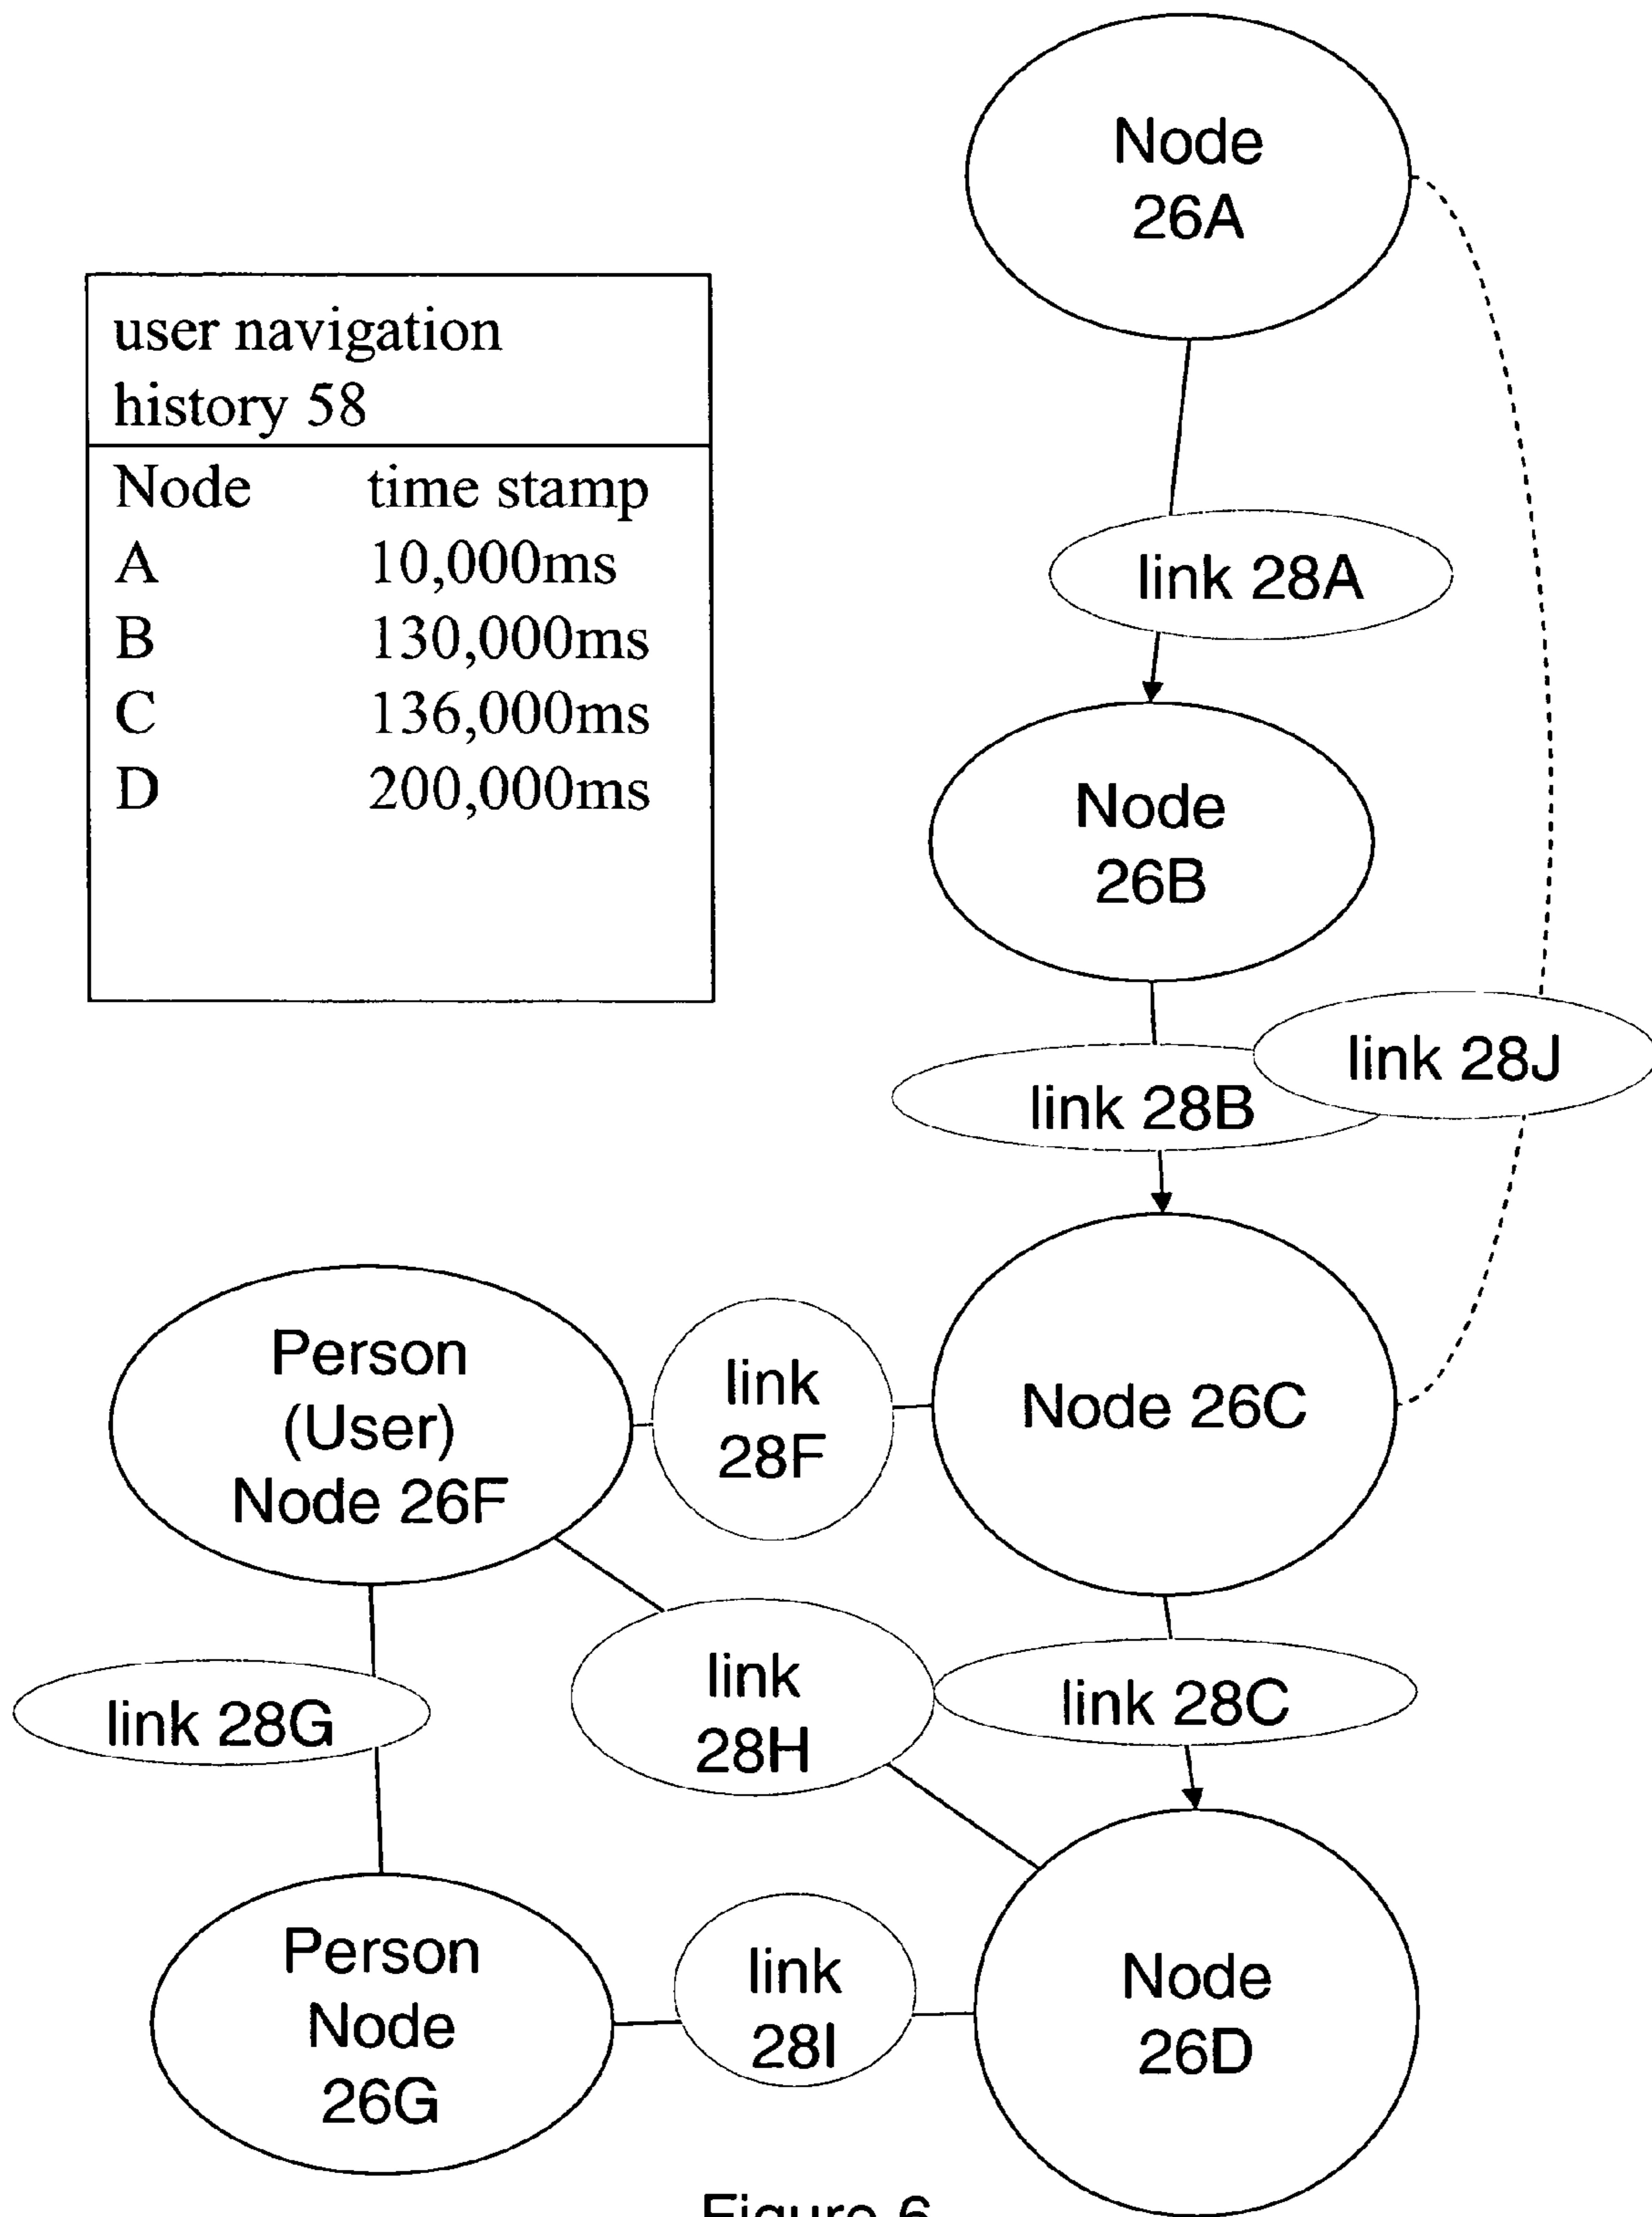 Node
26A
user navigation
history 58
Node time stamp
A 10,000ms
B 130,000ms
C 136,000ms
D 200,000ms
link 28A
Node
26B
link 28J
link 28B
Person
(User)
Node 26F
link
28F
Node 26C
link 28G
link
28H
link 28C
Person
Node
26G
link
28I
Node
26D
Figure 6